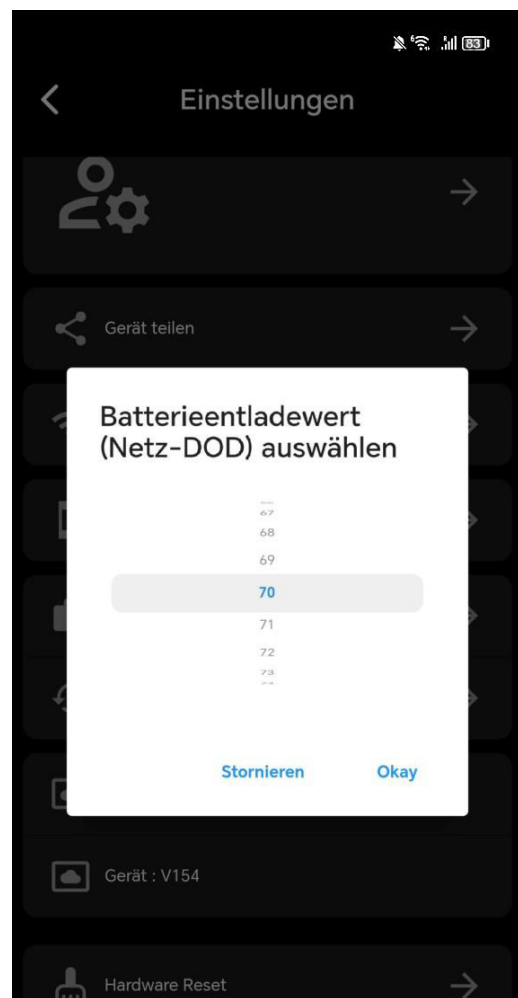 83
Einstellungen
Gerät teilen
Batterieentladewert
(Netz-DOD) auswählen
67
68
69
70
71
72
73
Stornieren Okay
Gerät : V154
Hardware Reset